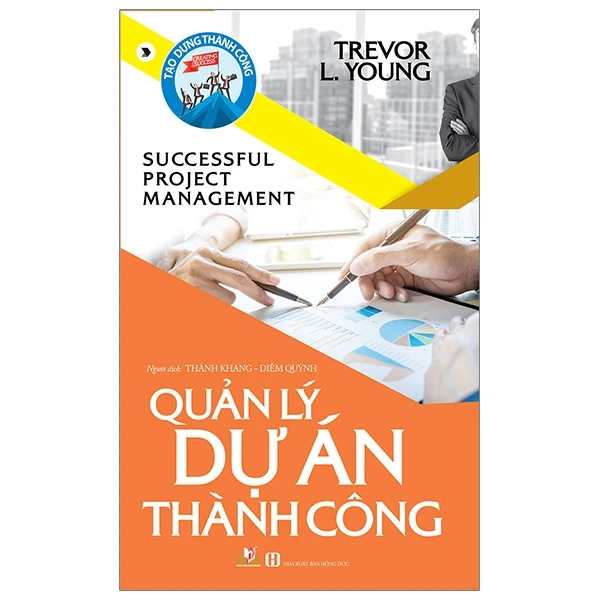 TẠO DỰNG THÀNH CÔNG
CREATING
SUCCESS
TREVOR
L. YOUNG
SUCCESSFUL
PROJECT
MANAGEMENT
Người dịch: THÀNH KHANG - DIỄM QUỲNH
QUẢN LÝ
DỰ ÁN
THÀNH CÔNG
NHÀ XUẤT BẢN HỒNG ĐỨC